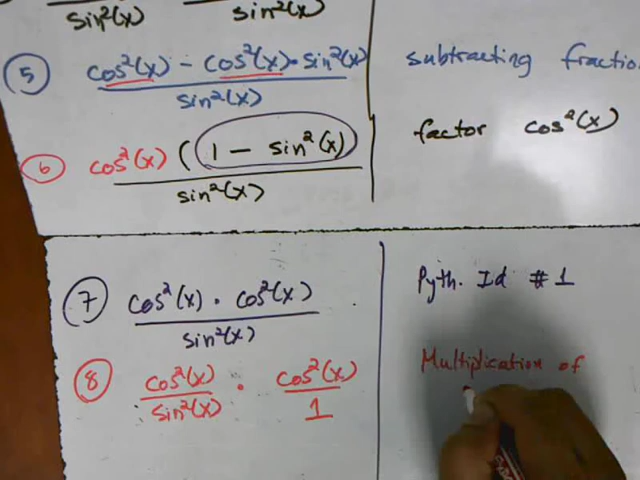 sin²(x) sin²(x)
5 cos²(x) - cos²(x)·sin²(x) / sin²(x) subtracting
6 cos²(x) (1 - sin²(x)) / sin²(x) factor cos²(x)
7 cos²(x) · cos²(x) / sin²(x) Pyth. Id #1
8 cos²(x) / sin²(x) · cos²(x) / 1 Multiplication of